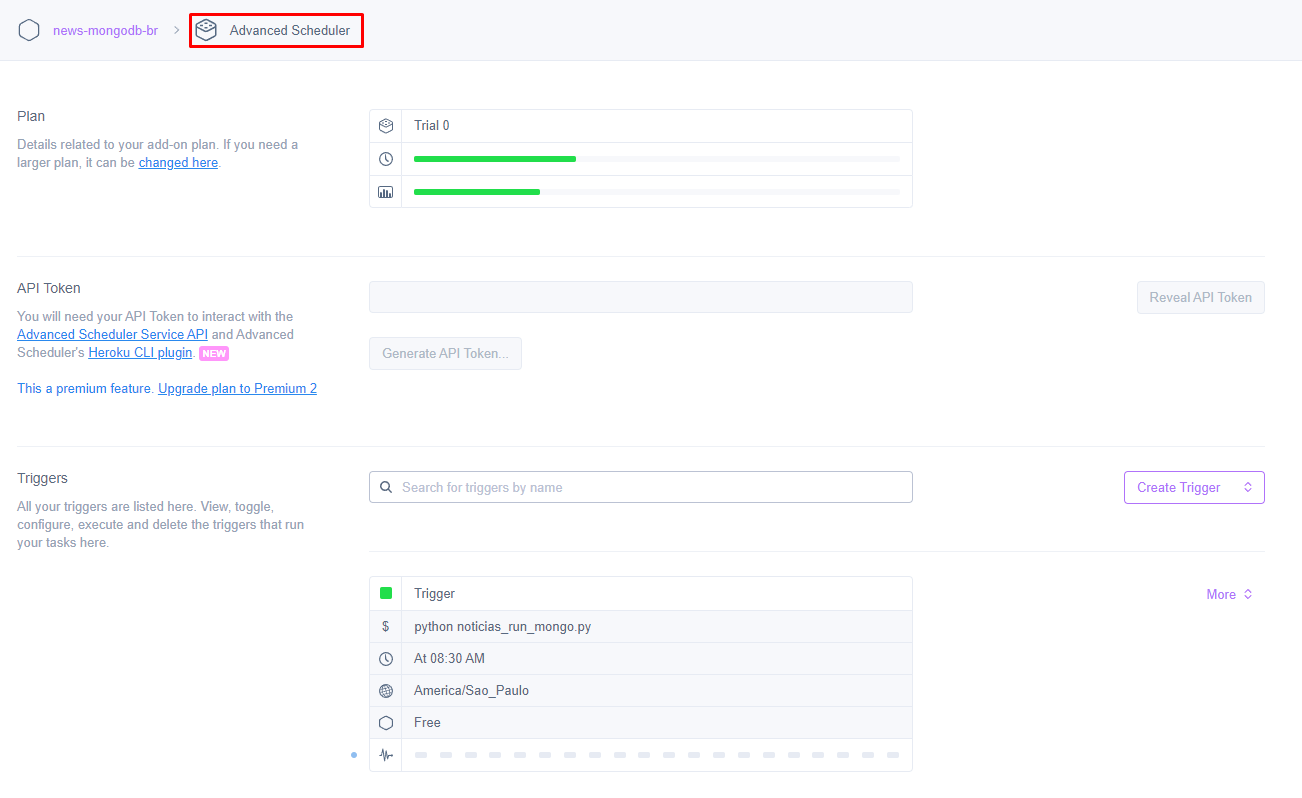 news-mongodb-br > Advanced Scheduler
Plan
Details related to your add-on plan. If you need a
larger plan, it can be changed here.
Trial 0
API Token
You will need your API Token to interact with the
Advanced Scheduler Service API and Advanced
Scheduler's Heroku CLI plugin. NEW
This a premium feature. Upgrade plan to Premium 2
Reveal API Token
Generate API Token...
Triggers
All your triggers are listed here. View, toggle,
configure, execute and delete the triggers that run
your tasks here.
Search for triggers by name
Create Trigger
Trigger
More
$ python noticias_run_mongo.py
At 08:30 AM
America/Sao_Paulo
Free